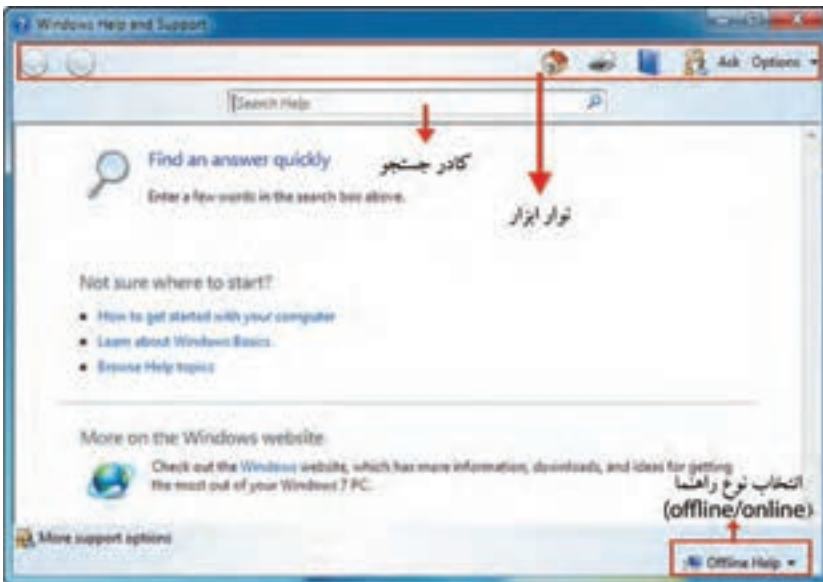 Windows Help and Support
Ask Options
Search Help
Find an answer quickly
Enter a few words in the search box above.
کادر جستجو
نوار ابزار
Not sure where to start?
How to get started with your computer
Learn about Windows Basics
Browse Help topics
More on the Windows website
Check out the Windows website, which has more information, downloads, and ideas for getting
the most out of your Windows 7 PC.
انتخاب نوع راهنما
(offline/online)
More support options
Offline Help